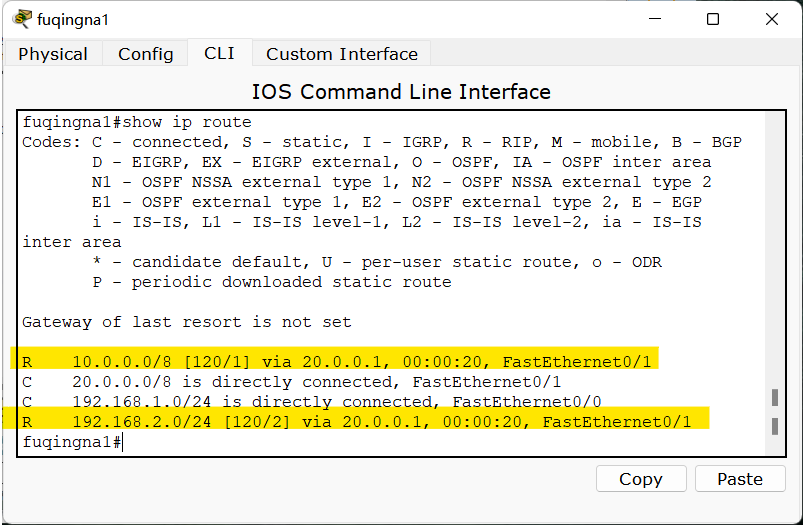 fuqingna1
Physical Config CLI Custom Interface
IOS Command Line Interface
fuqingna1#show ip route
Codes: C - connected, S - static, I - IGRP, R - RIP, M - mobile, B - BGP
D - EIGRP, EX - EIGRP external, O - OSPF, IA - OSPF inter area
N1 - OSPF NSSA external type 1, N2 - OSPF NSSA external type 2
E1 - OSPF external type 1, E2 - OSPF external type 2, E - EGP
i - IS-IS, L1 - IS-IS level-1, L2 - IS-IS level-2, ia - IS-IS
inter area
* - candidate default, U - per-user static route, o - ODR
P - periodic downloaded static route
Gateway of last resort is not set
R 10.0.0.0/8 [120/1] via 20.0.0.1, 00:00:20, FastEthernet0/1
C 20.0.0.0/8 is directly connected, FastEthernet0/1
C 192.168.1.0/24 is directly connected, FastEthernet0/0
R 192.168.2.0/24 [120/2] via 20.0.0.1, 00:00:20, FastEthernet0/1
fuqingna1#
Copy Paste